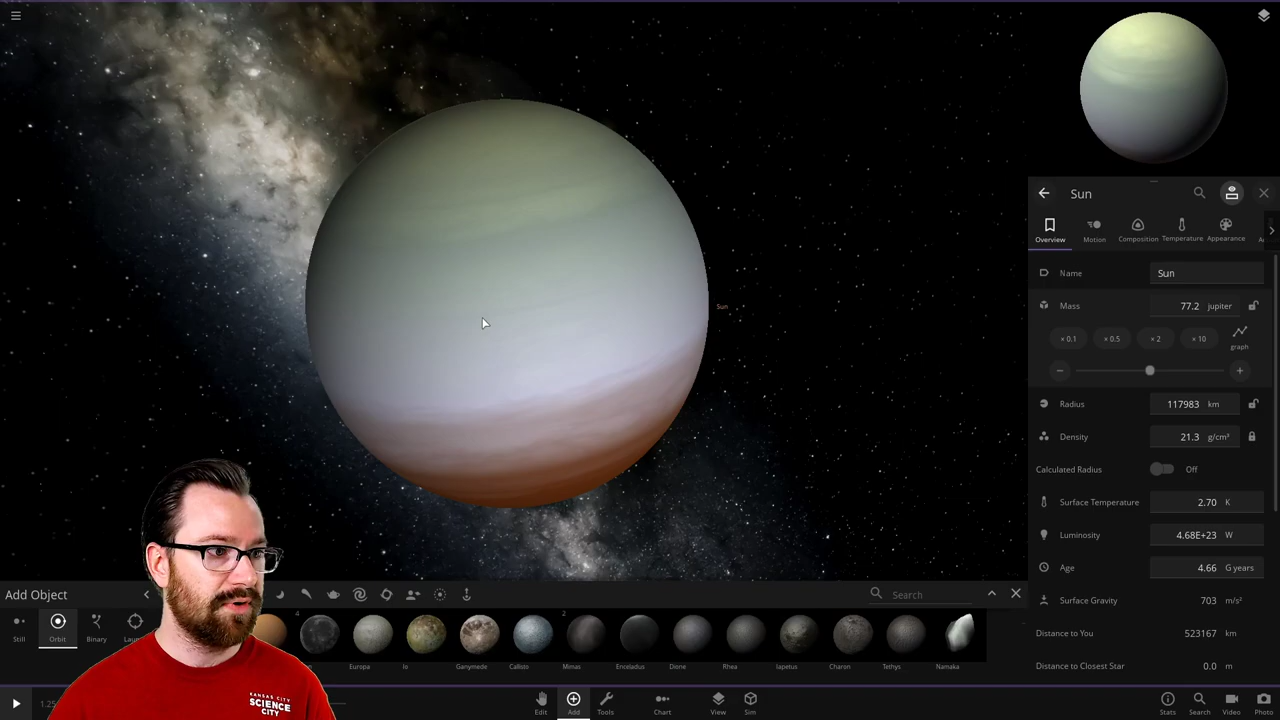 Sun
Sun
Overview
Motion
Composition
Temperature
Appearance
Name
Sun
Mass
77.2 jupiter
× 0.1
× 0.5
× 2
× 10
graph
Radius
117983 km
Density
21.3 g/cm³
Calculated Radius
Off
Surface Temperature
2.70 K
Luminosity
4.68E+23 W
Age
4.66 G years
Surface Gravity
703 m/s²
Distance to You
523167 km
Distance to Closest Star
0.0 m
Add Object
Search
Still
Orbit
Binary
4
2
Europa
Io
Ganymede
Callisto
Mimas
Enceladus
Dione
Rhea
Iapetus
Charon
Tethys
Namaka
KANSAS CITY
SCIENCE
CITY
Edit
Add
Tools
Chart
View
Sim
Stats
Search
Video
Photo